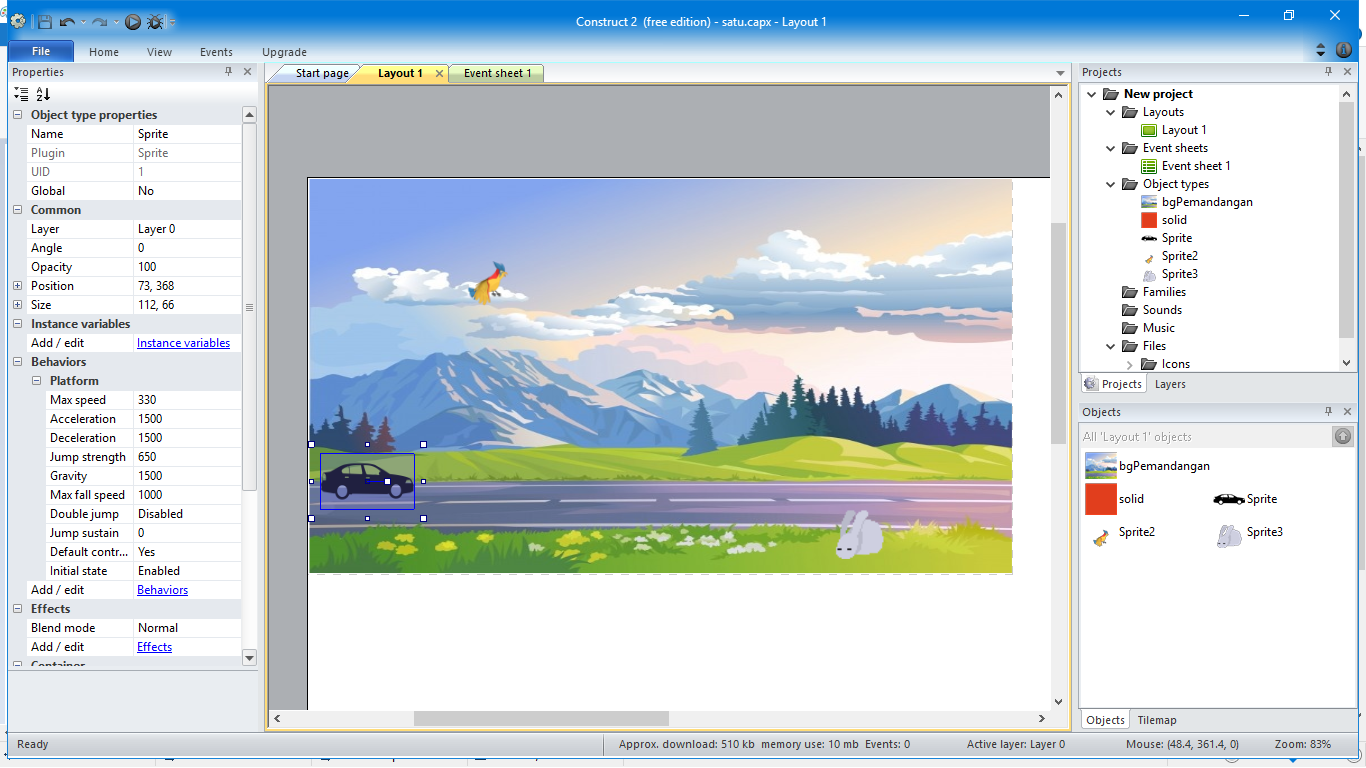 Construct 2 (free edition) - satu.capx - Layout 1
File Home View Events Upgrade
Properties
Object type properties
Name Sprite
Plugin Sprite
UID 1
Global No
Common
Layer Layer 0
Angle 0
Opacity 100
Position 73, 368
Size 112, 66
Instance variables
Add / edit Instance variables
Behaviors
Platform
Max speed 330
Acceleration 1500
Deceleration 1500
Jump strength 650
Gravity 1500
Max fall speed 1000
Double jump Disabled
Jump sustain 0
Default contr... Yes
Initial state Enabled
Add / edit Behaviors
Effects
Blend mode Normal
Add / edit Effects
Container
Start page Layout 1 Event sheet 1
Projects
New project
Layouts
Layout 1
Event sheets
Event sheet 1
Object types
bgPemandangan
solid
Sprite
Sprite2
Sprite3
Families
Sounds
Music
Files
Icons
Projects Layers
Objects
All 'Layout 1' objects
bgPemandangan
solid Sprite
Sprite2 Sprite3
Objects Tilemap
Ready Approx. download: 510 kb memory use: 10 mb Events: 0 Active layer: Layer 0 Mouse: (48.4, 361.4, 0) Zoom: 83%